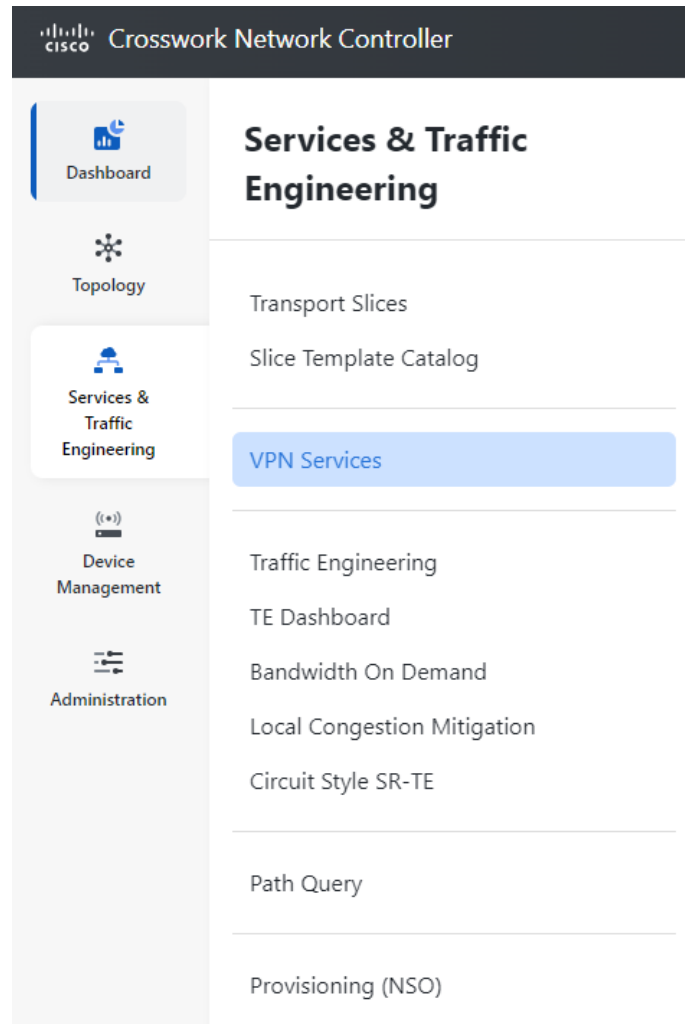 cisco Crosswork Network Controller
Dashboard
Topology
Services &
Traffic
Engineering
Device
Management
Administration
Services & Traffic
Engineering
Transport Slices
Slice Template Catalog
VPN Services
Traffic Engineering
TE Dashboard
Bandwidth On Demand
Local Congestion Mitigation
Circuit Style SR-TE
Path Query
Provisioning (NSO)